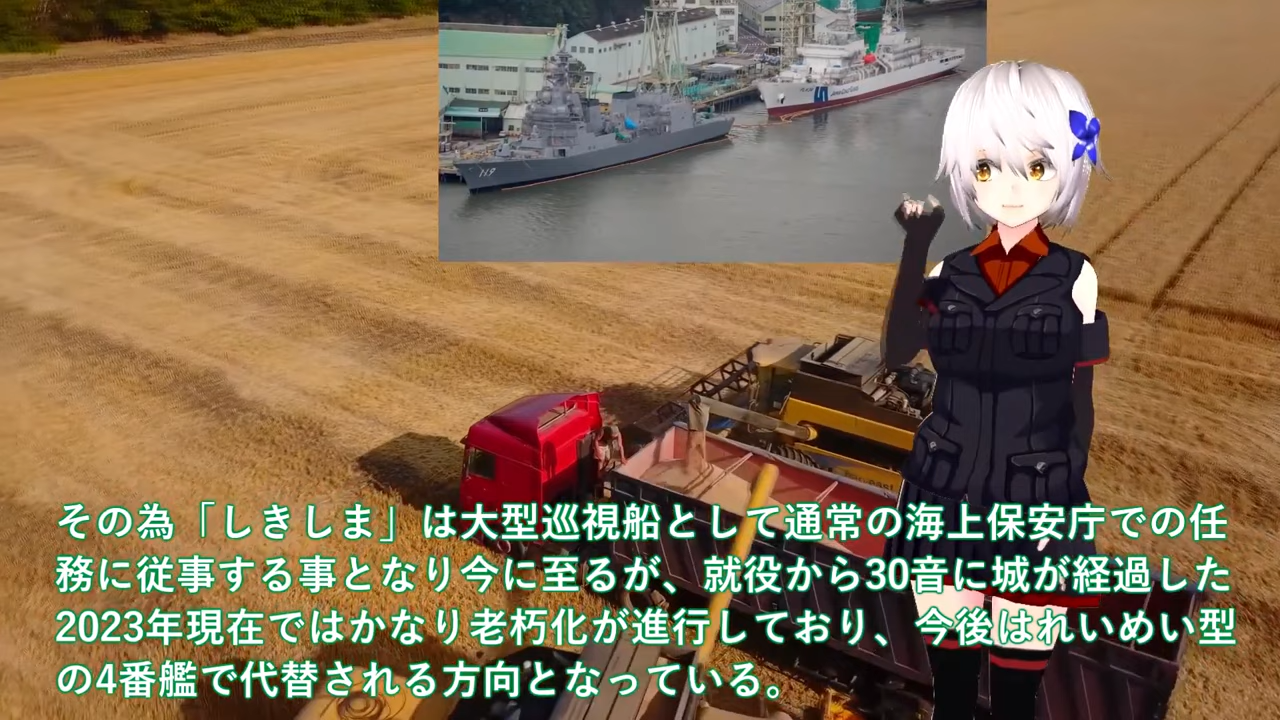 119
その為「しきしま」は大型巡視船として通常の海上保安庁での任
務に従事する事となり今に至るが、就役から30音に城が経過した
2023年現在ではかなり老朽化が進行しており、今後はれいめい型
の4番艦で代替される方向となっている。